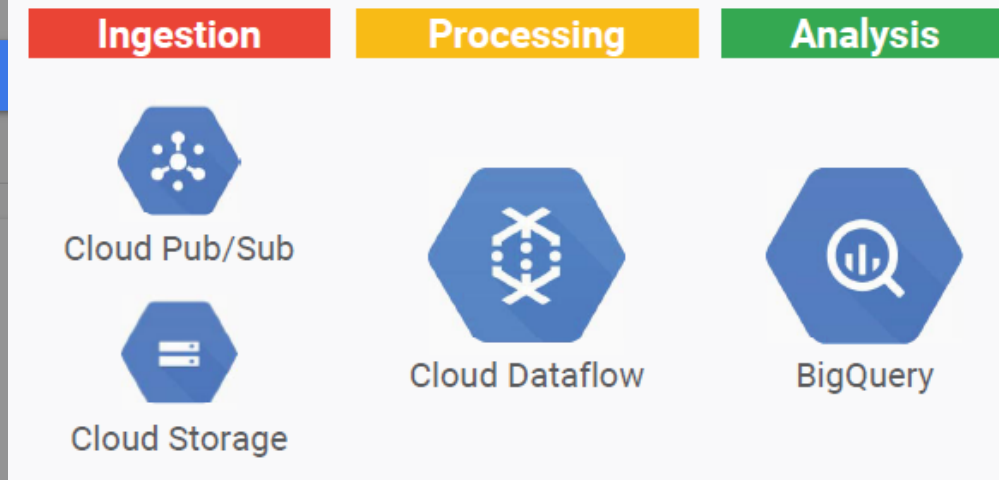 Ingestion
Processing
Analysis
Cloud Pub/Sub
Cloud Storage
Cloud Dataflow
BigQuery